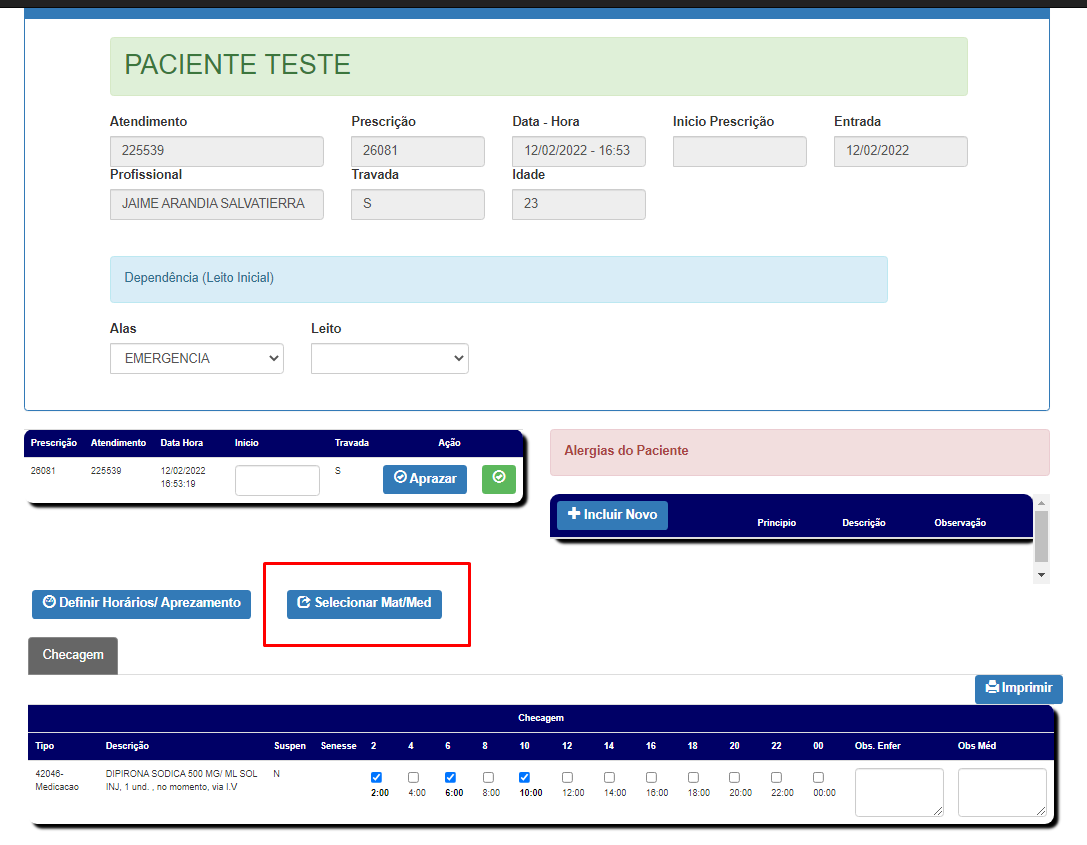 PACIENTE TESTE
Atendimento Prescrição Data - Hora Inicio Prescrição Entrada
225539 26081 12/02/2022 - 16:53 12/02/2022
Profissional Travada Idade
JAIME ARANDIA SALVATIERRA S 23
Dependência (Leito Inicial)
Alas Leito
EMERGENCIA
Prescrição Atendimento Data Hora Inicio Travada Ação
26081 225539 12/02/2022 S Aprazar
16:53:19
Alergias do Paciente
Incluir Novo Principio Descrição Observação
Definir Horários/ Aprezamento Selecionar Mat/Med
Checagem
Imprimir
Checagem
Tipo Descrição Suspen Senesse 2 4 6 8 10 12 14 16 18 20 22 00 Obs. Enfer Obs Méd
42046- DIPIRONA SODICA 500 MG/ ML SOL N
Medicacao INJ, 1 und. , no momento, via I.V
2:00 4:00 6:00 8:00 10:00 12:00 14:00 16:00 18:00 20:00 22:00 00:00